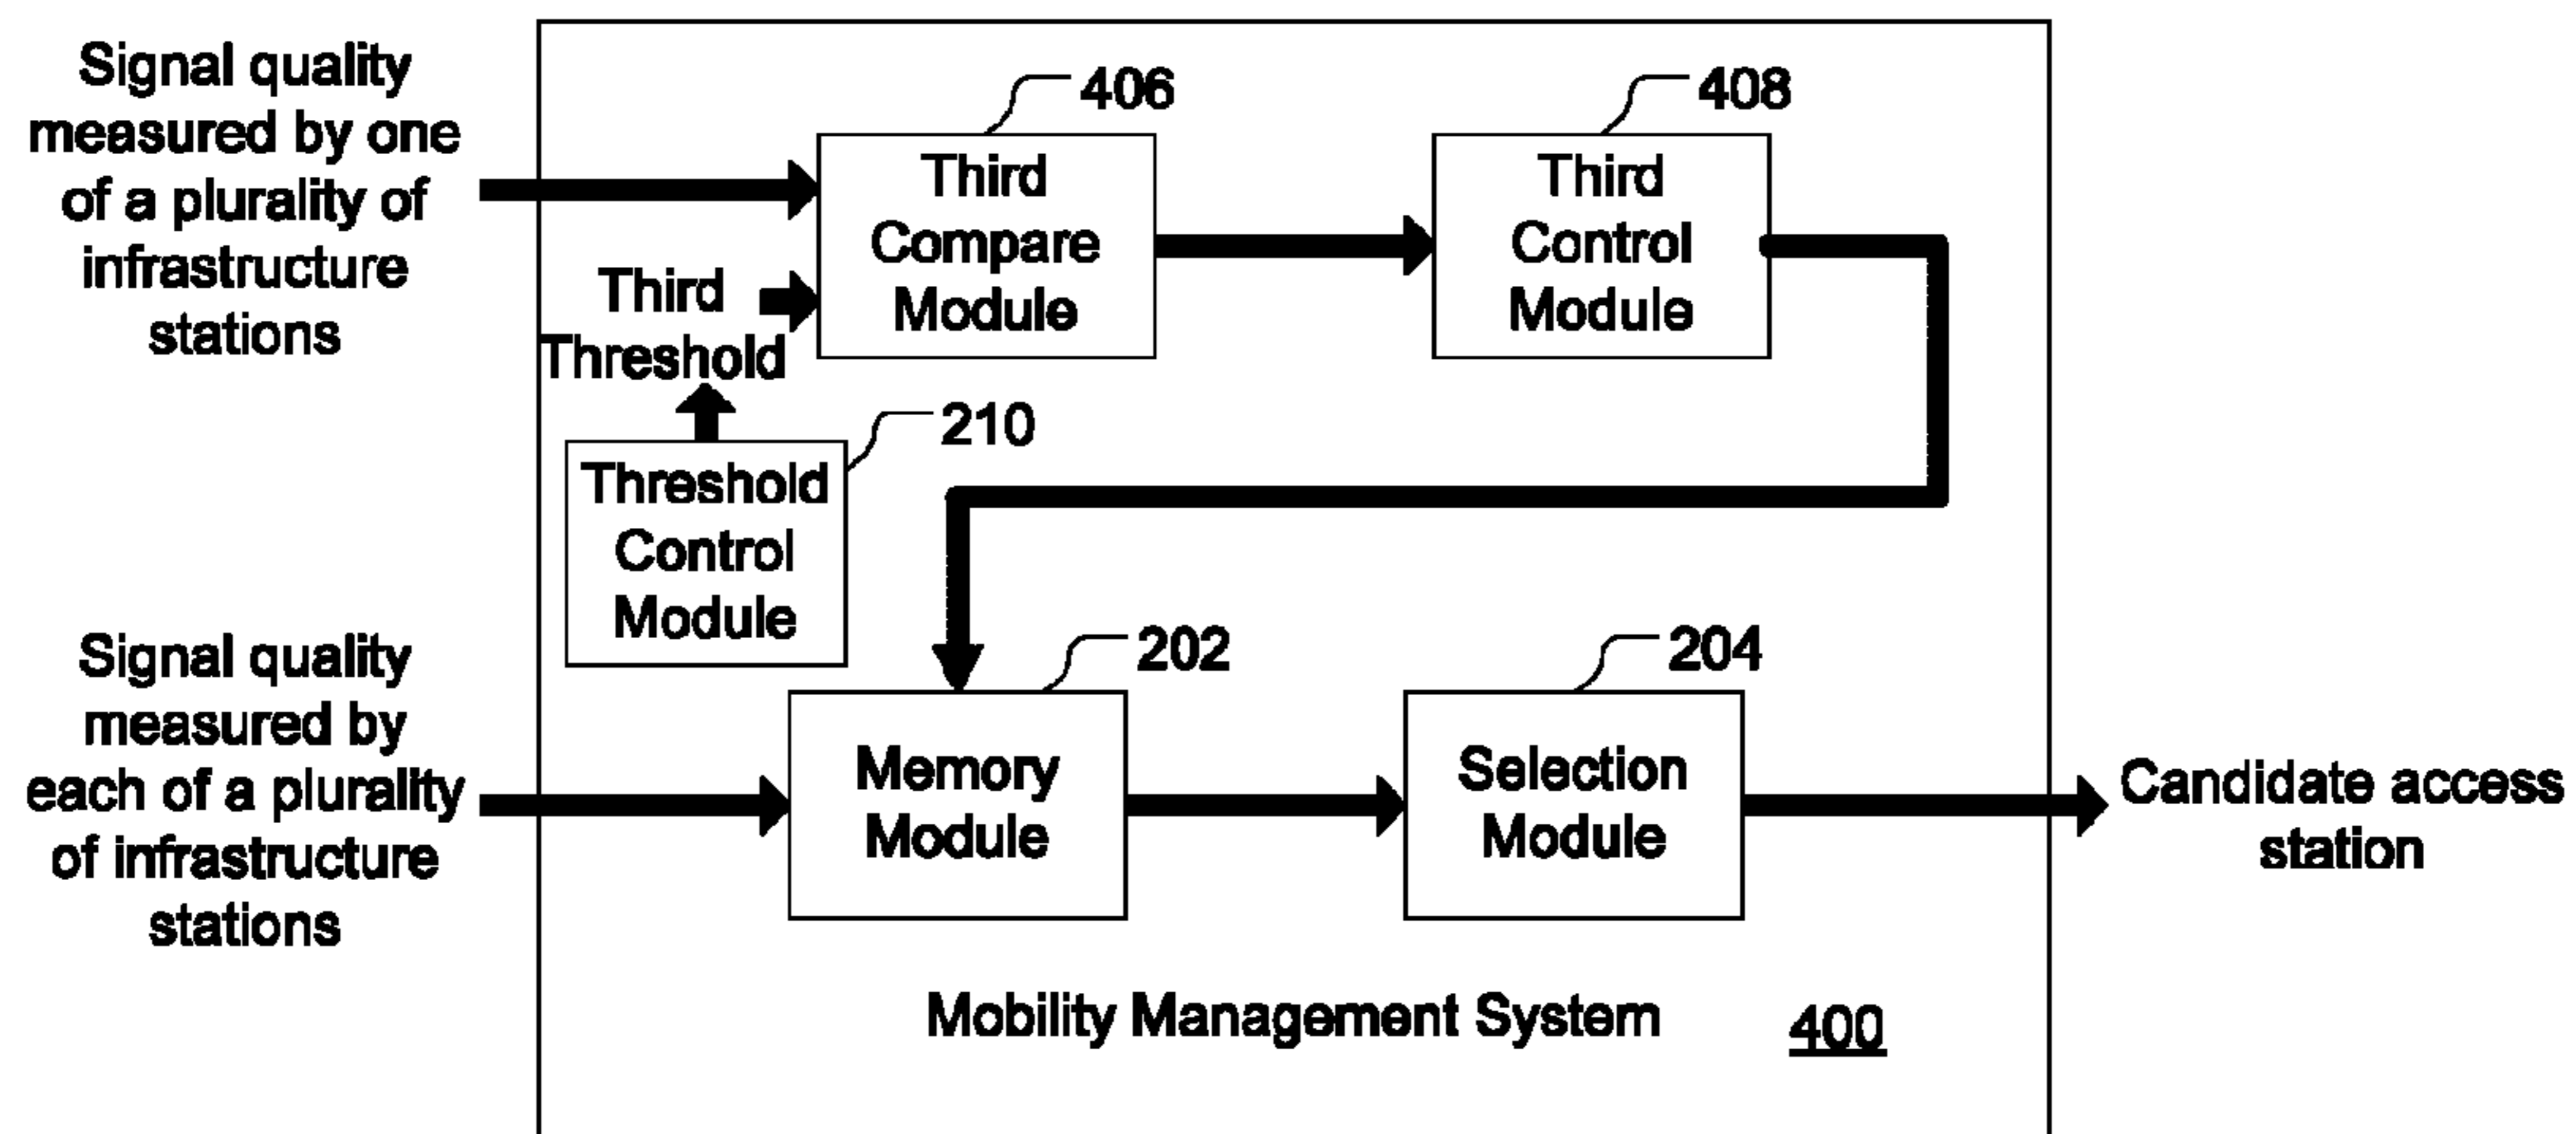 Signal quality
measured by one
of a plurality of
infrastructure
stations
406
Third
Compare
Module
408
Third
Control
Module
Third
Threshold
210
Threshold
Control
Module
Signal quality
measured by
each of a plurality
of infrastructure
stations
202
Memory
Module
204
Selection
Module
Candidate access
station
Mobility Management System
400